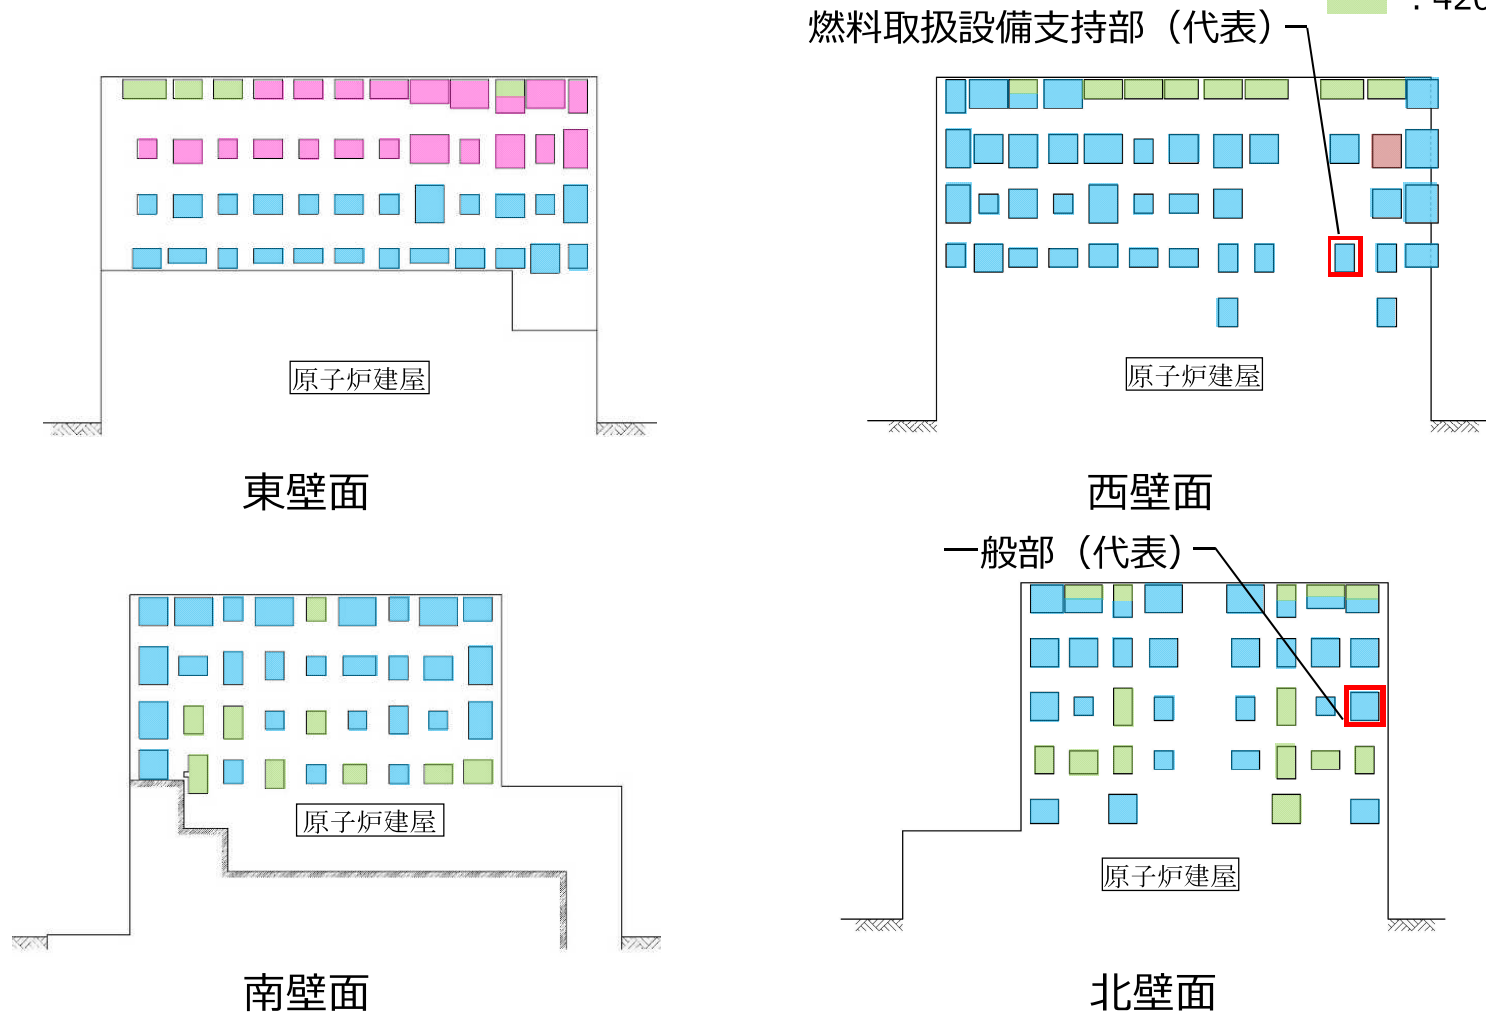 燃料取扱設備支持部（代表）
原子炉建屋
原子炉建屋
東壁面
西壁面
一般部（代表）
原子炉建屋
原子炉建屋
南壁面
北壁面